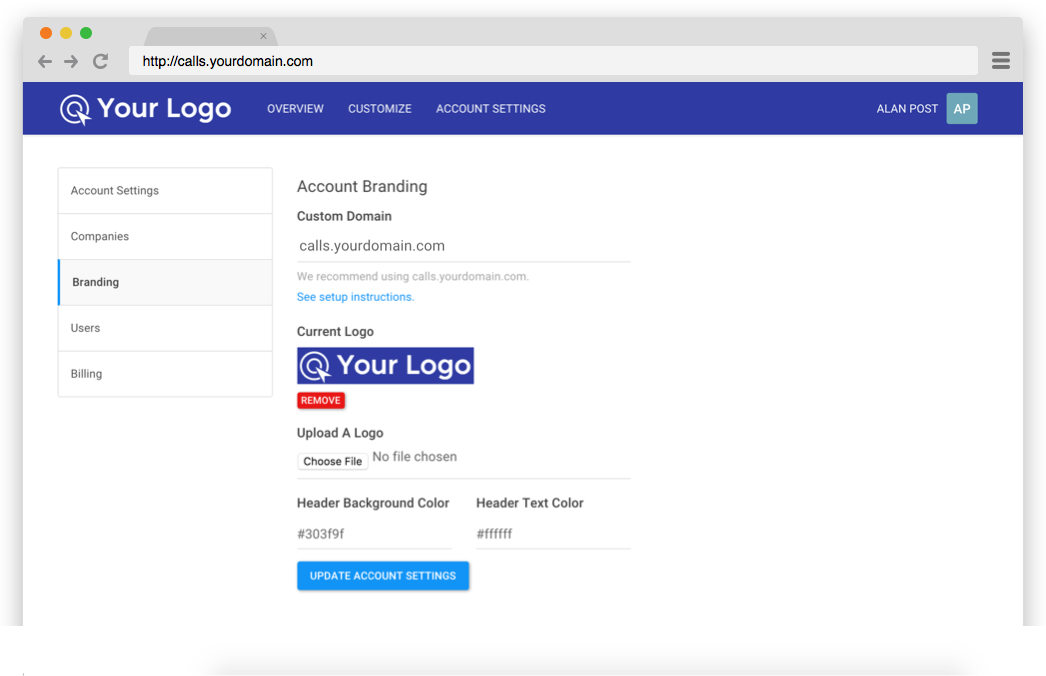 http://calls.yourdomain.com
Your Logo OVERVIEW CUSTOMIZE ACCOUNT SETTINGS ALAN POST AP
Account Settings
Companies
Branding
Users
Billing
Account Branding
Custom Domain
calls.yourdomain.com
We recommend using calls.yourdomain.com.
See setup instructions.
Current Logo
Your Logo
REMOVE
Upload A Logo
Choose File No file chosen
Header Background Color Header Text Color
#303f9f #ffffff
UPDATE ACCOUNT SETTINGS